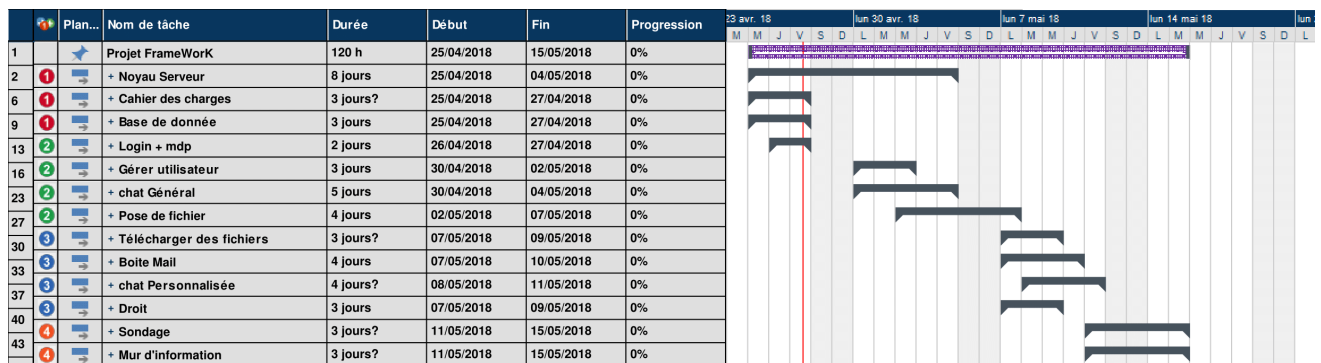 23 avr. 18 lun 30 avr. 18 lun 7 mai 18 lun 14 mai 18 lun
Plan... Nom de tâche Durée Début Fin Progression
M M J V S D L M M J V S D L M M J V S D L M M J V S D L
1 Projet FrameWorK 120 h 25/04/2018 15/05/2018 0%
2 1 + Noyau Serveur 8 jours 25/04/2018 04/05/2018 0%
6 1 + Cahier des charges 3 jours? 25/04/2018 27/04/2018 0%
9 1 + Base de donnée 3 jours 25/04/2018 27/04/2018 0%
13 2 + Login + mdp 2 jours 26/04/2018 27/04/2018 0%
16 2 + Gérer utilisateur 3 jours 30/04/2018 02/05/2018 0%
23 2 + chat Général 5 jours 30/04/2018 04/05/2018 0%
27 2 + Pose de fichier 4 jours 02/05/2018 07/05/2018 0%
30 3 + Télécharger des fichiers 3 jours? 07/05/2018 09/05/2018 0%
33 3 + Boite Mail 4 jours 07/05/2018 10/05/2018 0%
37 3 + chat Personnalisée 4 jours? 08/05/2018 11/05/2018 0%
40 3 + Droit 3 jours 07/05/2018 09/05/2018 0%
43 4 + Sondage 3 jours? 11/05/2018 15/05/2018 0%
4 + Mur d'information 3 jours? 11/05/2018 15/05/2018 0%